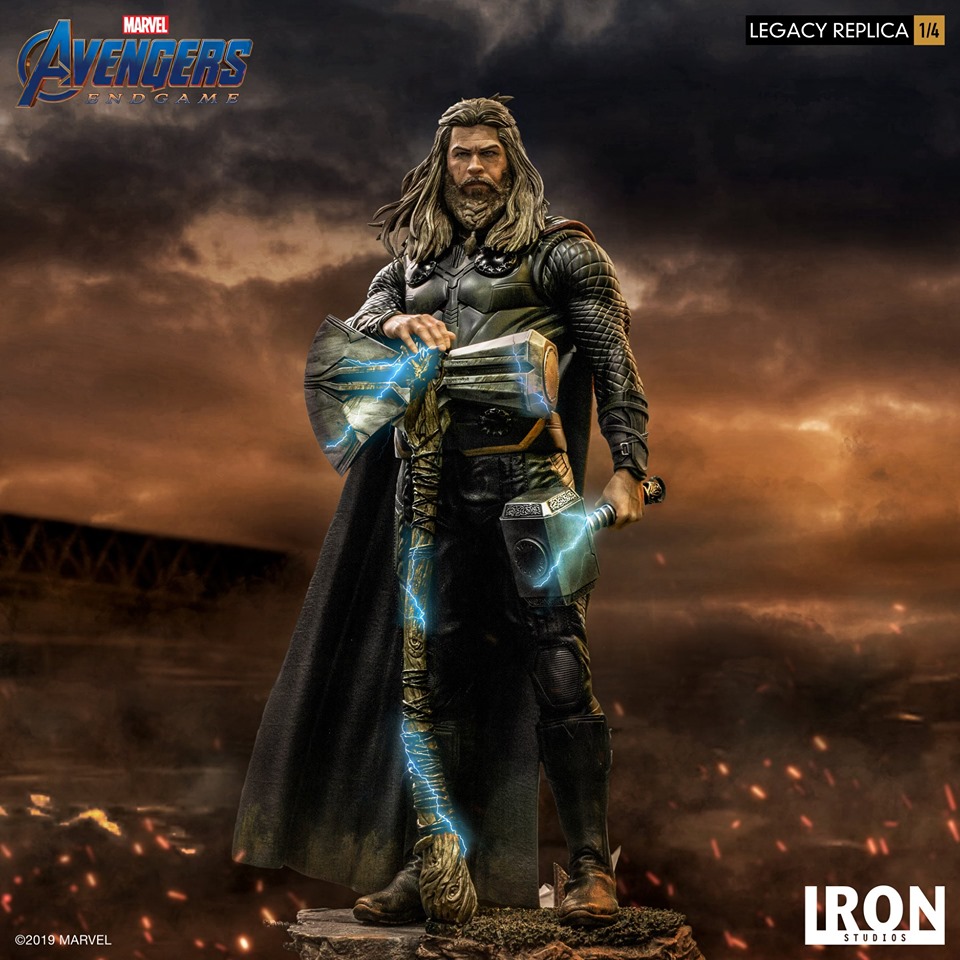 MARVEL
AVENGERS
ENDGAME
LEGACY REPLICA 1/4
©2019 MARVEL
IRON
STUDIOS